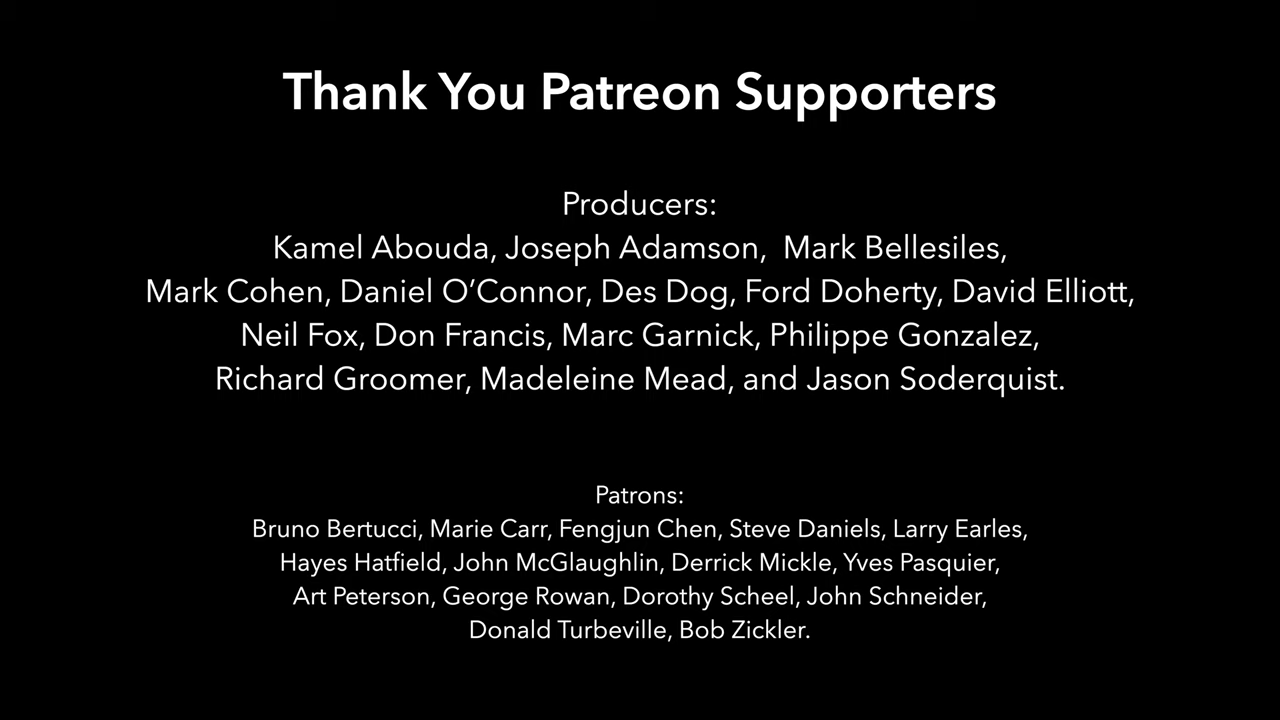 Thank You Patreon Supporters
Producers:
Kamel Abouda, Joseph Adamson,  Mark Bellesiles,
Mark Cohen, Daniel O’Connor, Des Dog, Ford Doherty, David Elliott,
Neil Fox, Don Francis, Marc Garnick, Philippe Gonzalez,
Richard Groomer, Madeleine Mead, and Jason Soderquist.
Patrons:
Bruno Bertucci, Marie Carr, Fengjun Chen, Steve Daniels, Larry Earles,
Hayes Hatfield, John McGlaughlin, Derrick Mickle, Yves Pasquier,
Art Peterson, George Rowan, Dorothy Scheel, John Schneider,
Donald Turbeville, Bob Zickler.